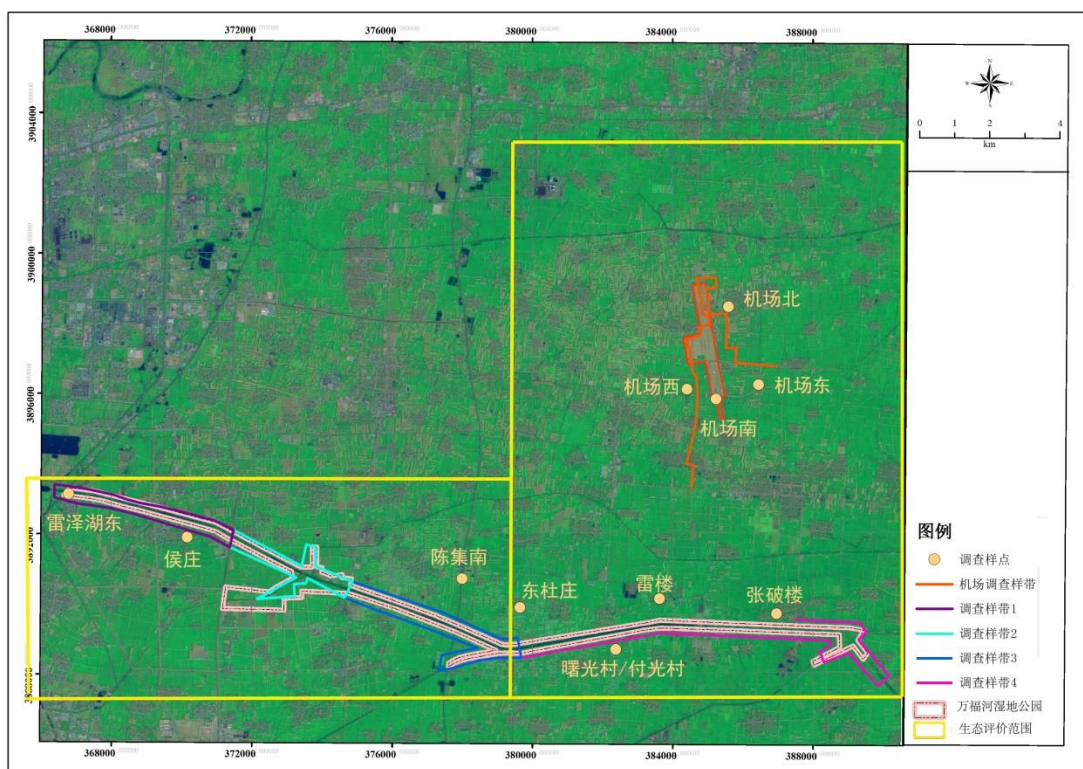 368000
372000
376000
380000
384000
388000
N
W
E
S
3904000
0
2
4
km
3900000
机场北
3896000
机场西
机场东
机场南
雷泽湖东
3892000
侯庄
陈集南
东杜庄
雷楼
张破楼
曙光村/付光村
图例
调查样点
机场调查样带
调查样带1
调查样带2
调查样带3
调查样带4
万福河湿地公园
生态评价范围
368000
372000
376000
380000
384000
388000